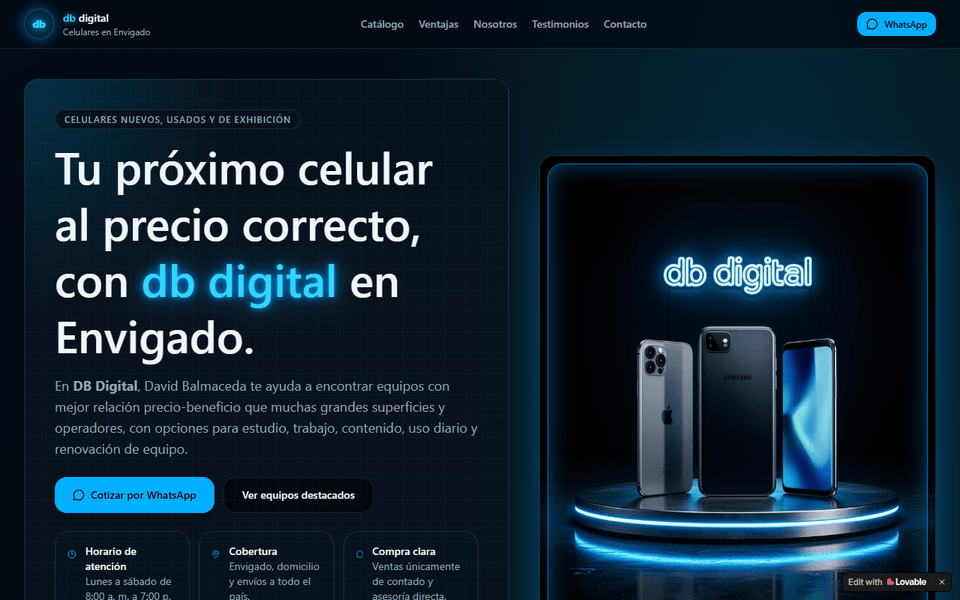 db
db digital
Celulares en Envigado
Catálogo
Ventajas
Nosotros
Testimonios
Contacto
WhatsApp
CELULARES NUEVOS, USADOS Y DE EXHIBICIÓN
Tu próximo celular
al precio correcto,
con db digital en
Envigado.
En DB Digital, David Balmaceda te ayuda a encontrar equipos con
mejor relación precio-beneficio que muchas grandes superficies y
operadores, con opciones para estudio, trabajo, contenido, uso diario y
renovación de equipo.
Cotizar por WhatsApp
Ver equipos destacados
Horario de
atención
Lunes a sábado de
8:00 a. m. a 7:00 p.
Cobertura
Envigado, domicilio
y envíos a todo el
país.
Compra clara
Ventas únicamente
de contado y
asesoría directa.
db digital
SAMSUNG
Edit with Lovable